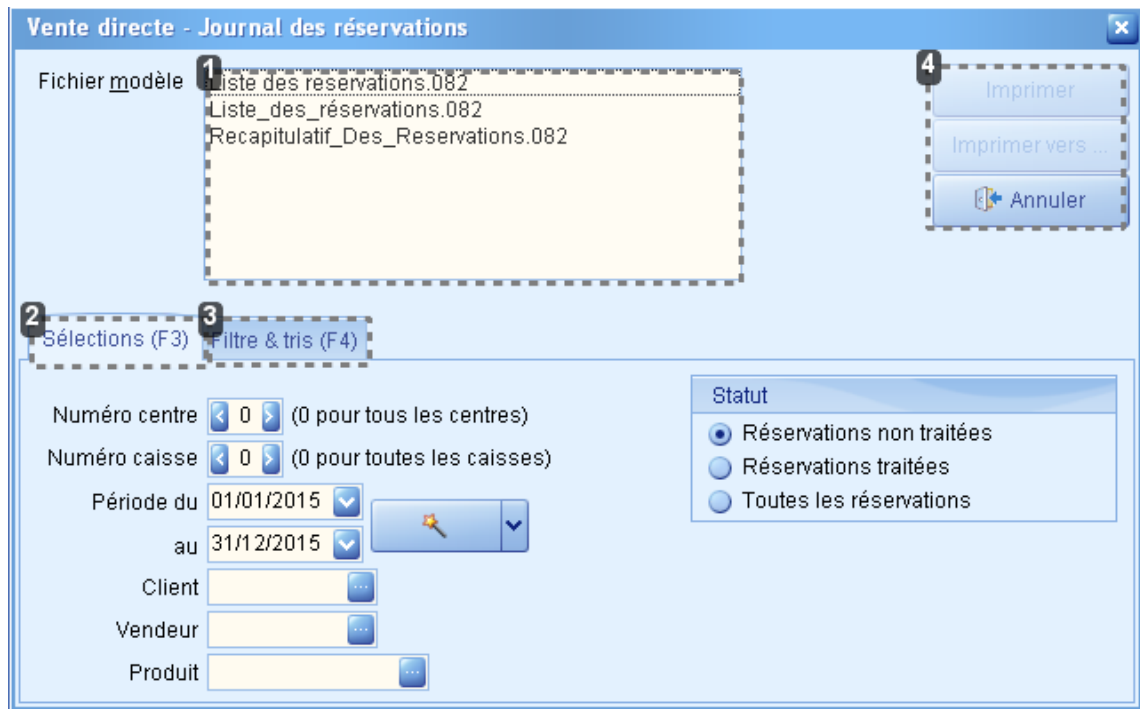 Vente directe - Journal des réservations
Fichier modèle
1
Liste des reservations.082
Liste_des_réservations.082
Recapitulatif_Des_Reservations.082
4
Imprimer
Imprimer vers ...
Annuler
2
Sélections (F3)
3
Filtre & tris (F4)
Numéro centre 0 (0 pour tous les centres)
Numéro caisse 0 (0 pour toutes les caisses)
Période du 01/01/2015
au 31/12/2015
Client
Vendeur
Produit
Statut
Réservations non traitées
Réservations traitées
Toutes les réservations